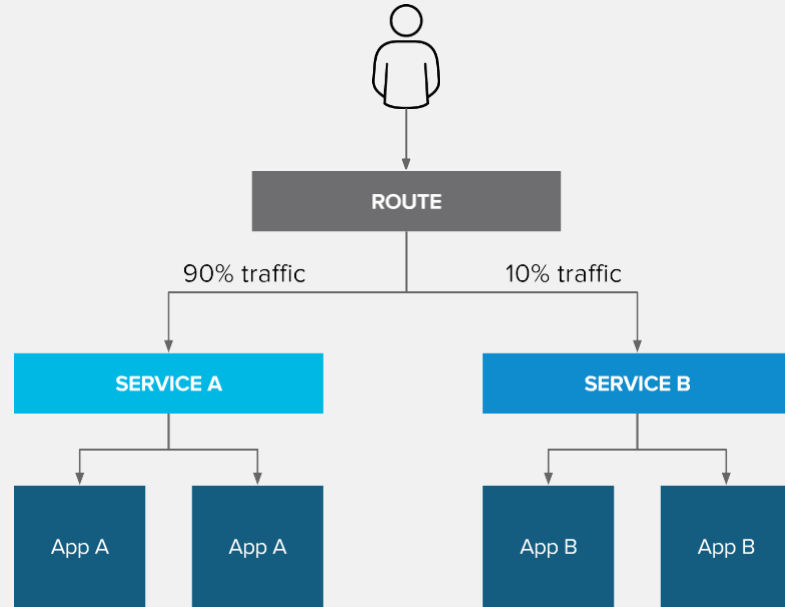 ROUTE
90% traffic
10% traffic
SERVICE A
SERVICE B
App A
App A
App B
App B